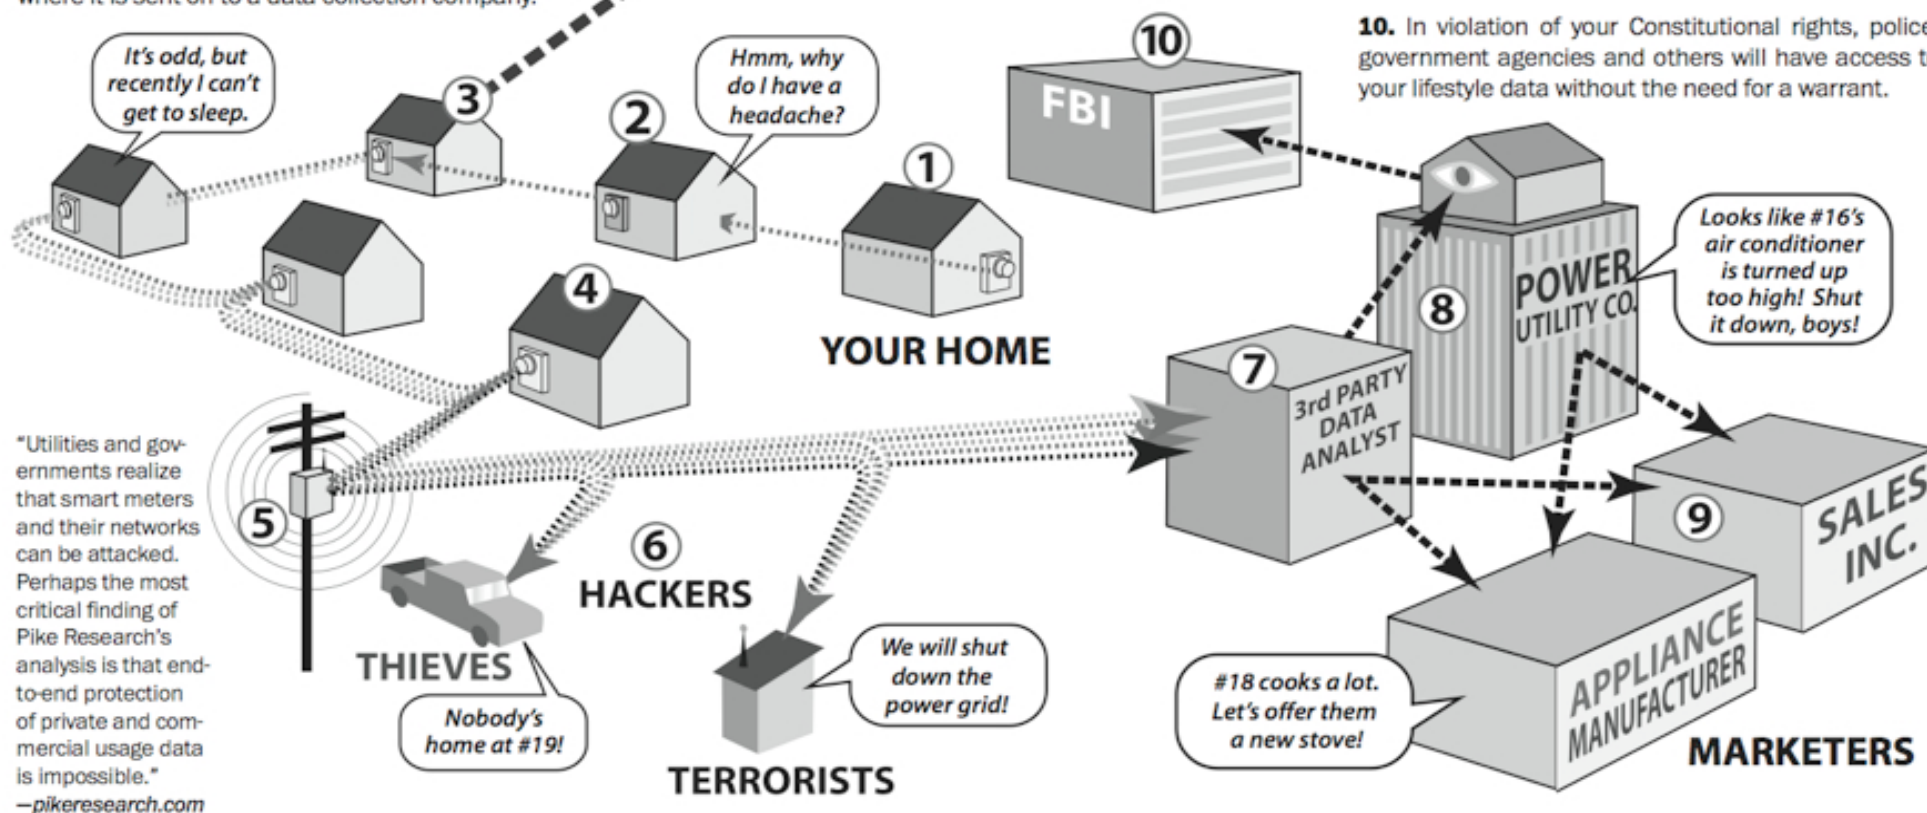 where it is sent on to a data collection company.
10. In violation of your Constitutional rights, police
government agencies and others will have access t
your lifestyle data without the need for a warrant.
It's odd, but
recently I can't
get to sleep.
3
2
Hmm, why
do I have a
headache?
1
10
FBI
4
YOUR HOME
8
POWER
UTILITY CO.
Looks like #16's
air conditioner
is turned up
too high! Shut
it down, boys!
7
3rd PARTY
DATA
ANALYST
"Utilities and gov-
ernments realize
that smart meters
and their networks
can be attacked.
Perhaps the most
critical finding of
Pike Research's
analysis is that end-
to-end protection
of private and com-
mercial usage data
is impossible."
—pikeresearch.com
5
6
HACKERS
THIEVES
Nobody's
home at #19!
TERRORISTS
We will shut
down the
power grid!
9
SALES
INC.
#18 cooks a lot.
Let's offer them
a new stove!
APPLIANCE
MANUFACTURER
MARKETERS